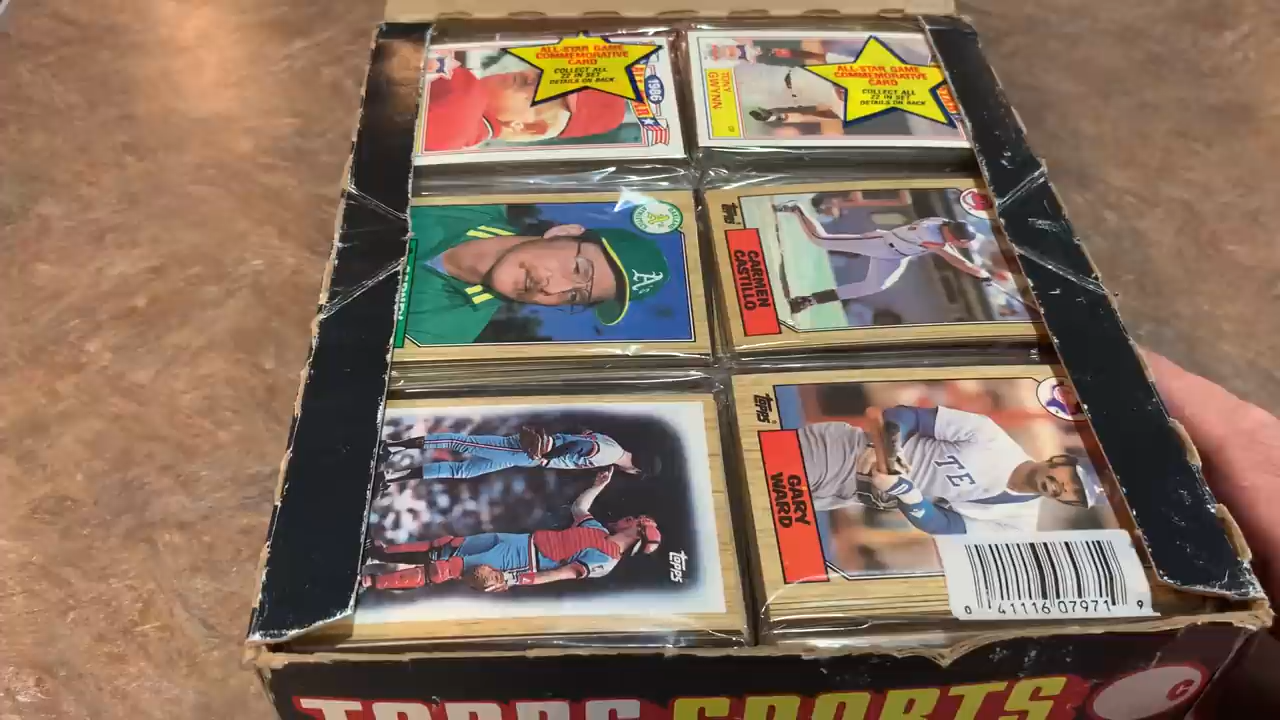 ALL-STAR GAME
COMMEMORATIVE
CARD
COLLECT ALL
22 IN SET
DETAILS ON BACK
1986
ALL-STAR GAME
COMMEMORATIVE
CARD
COLLECT ALL
22 IN SET
DETAILS ON BACK
TONY
GWYNN
A's
Topps
CARMEN
CASTILLO
Topps
Topps
GARY
WARD
TE
0 41116 07971 9
TOPPS SPORTS
C